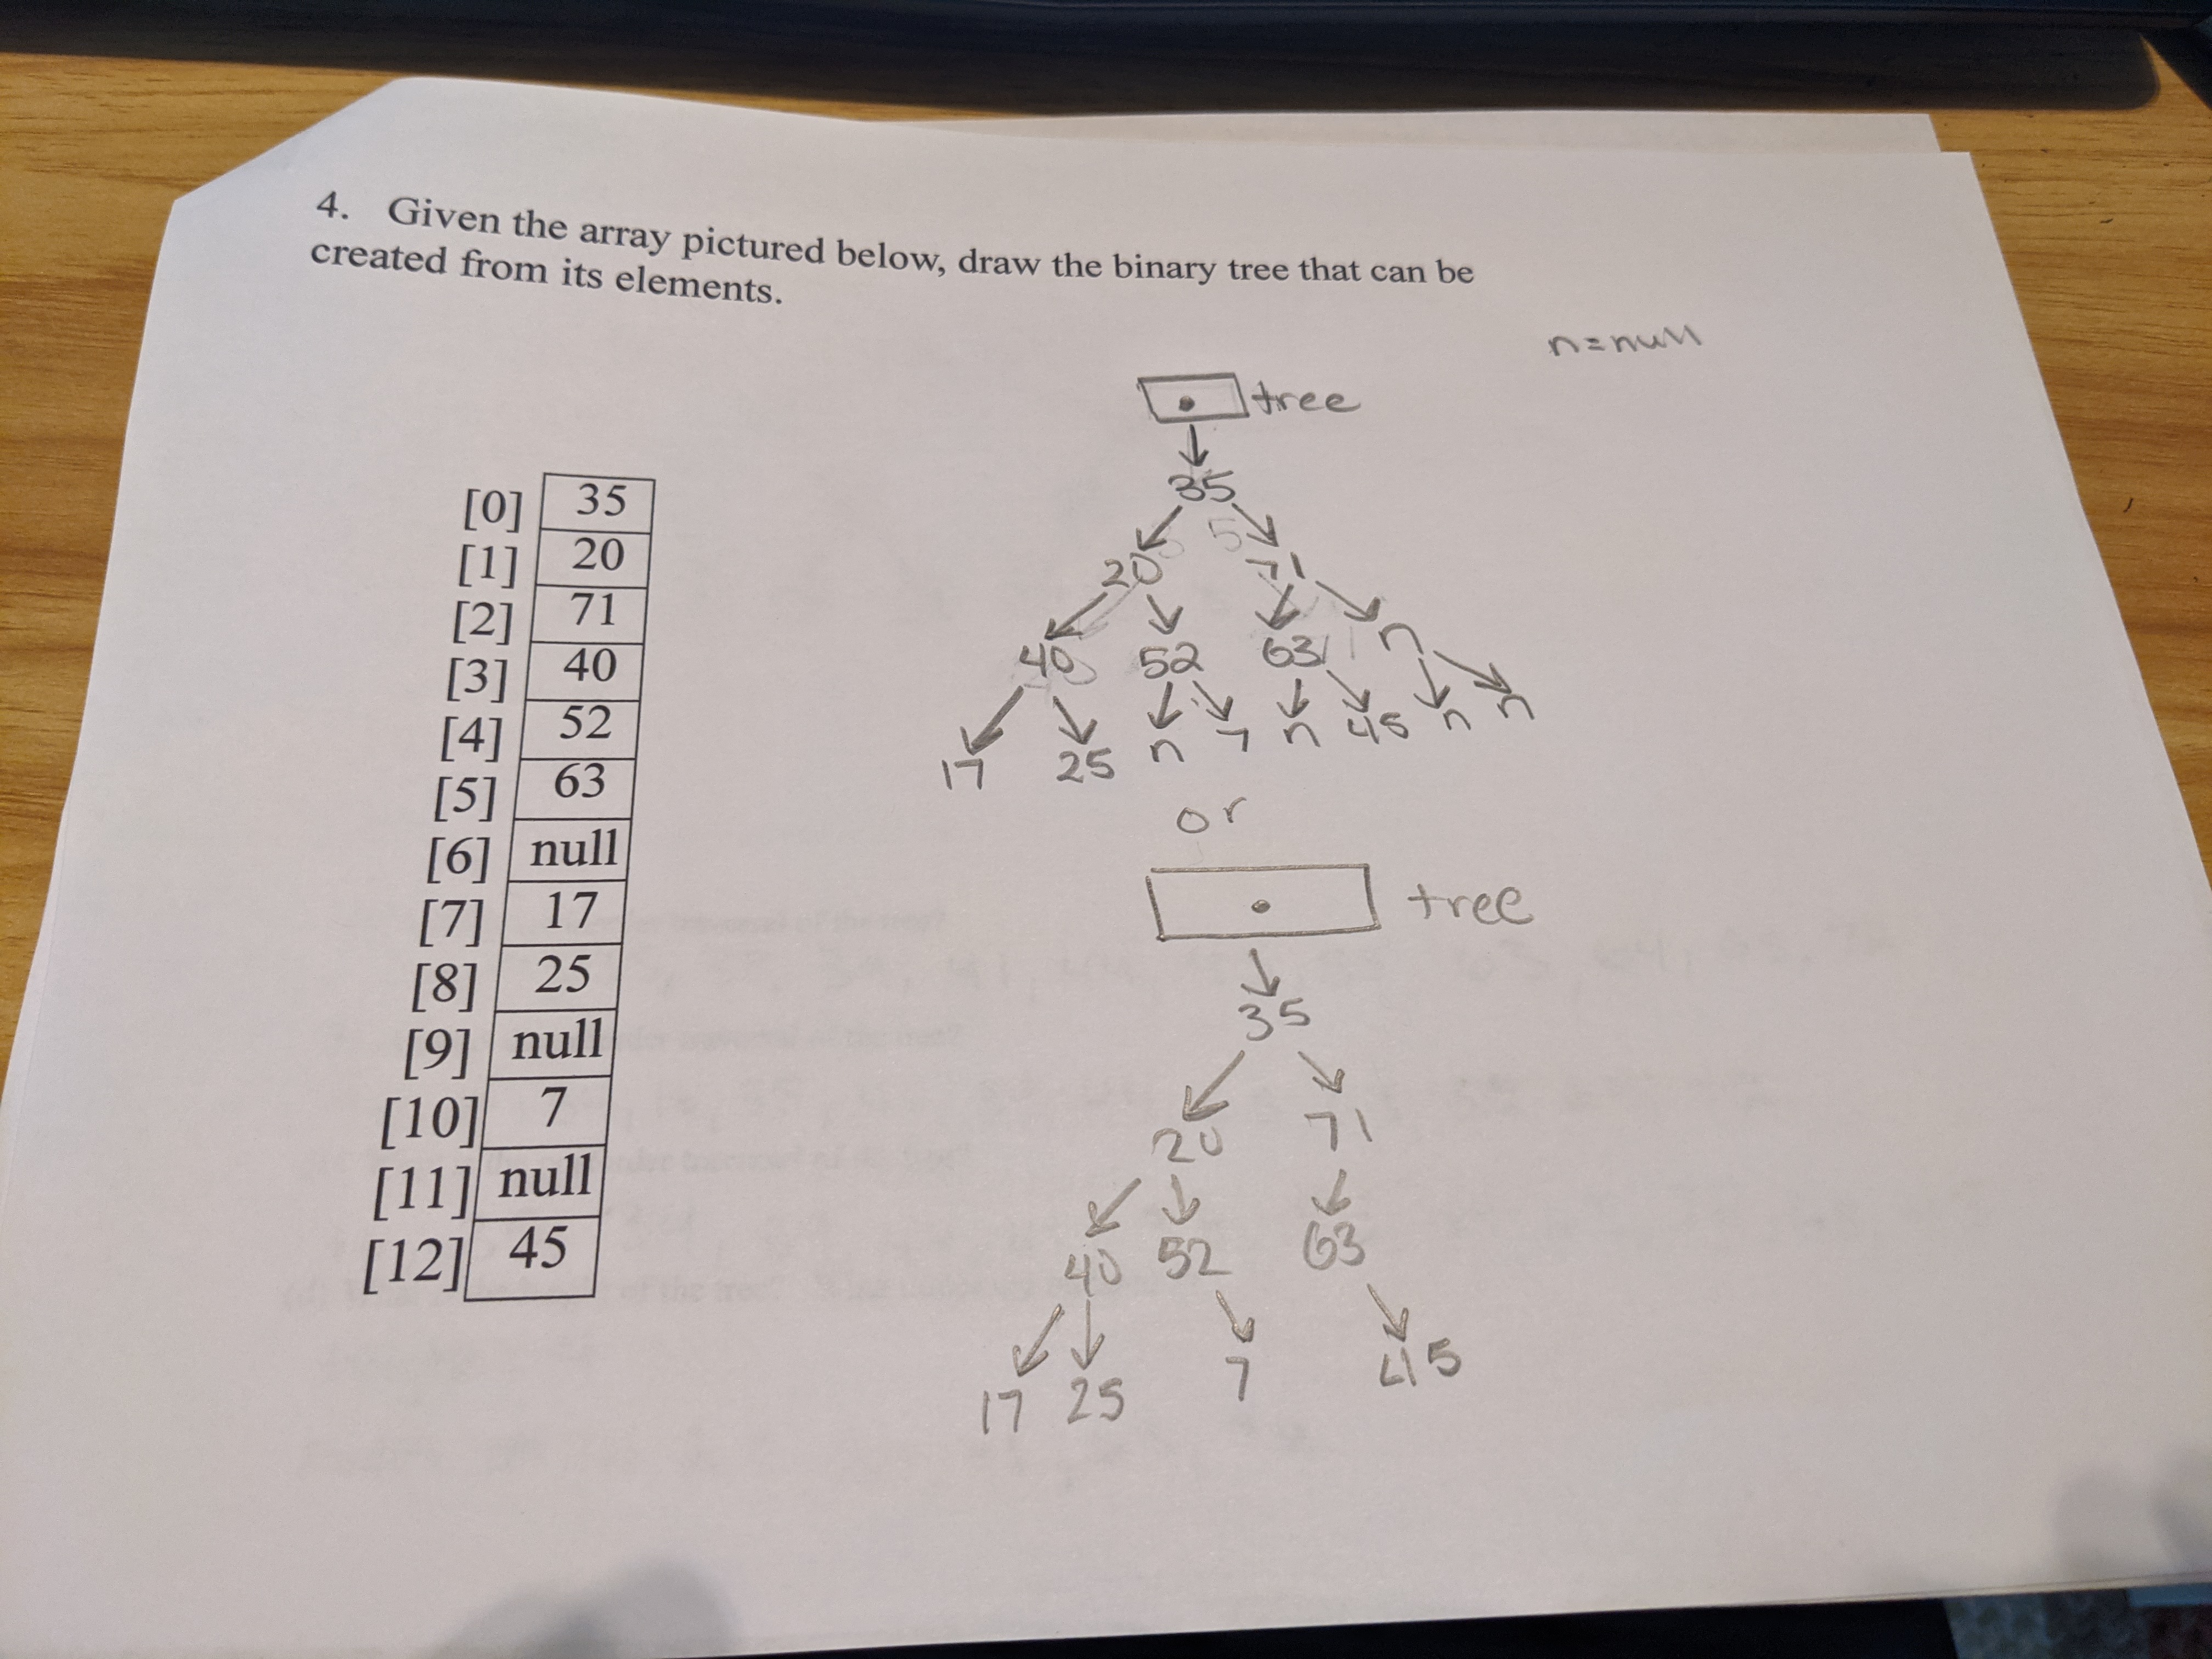 4. Given the array pictured below, draw the binary tree that can be
created from its elements.
n=null
[0] 35
[1] 20
[2] 71
[3] 40
[4] 52
[5] 63
[6] null
[7] 17
[8] 25
[9] null
[10] 7
[11] null
[12] 45
tree
35
20 71
40 52 63 n
17 25 n 7 n 45 n n
or
tree
35
20 71
40 52 63
17 25 7 45